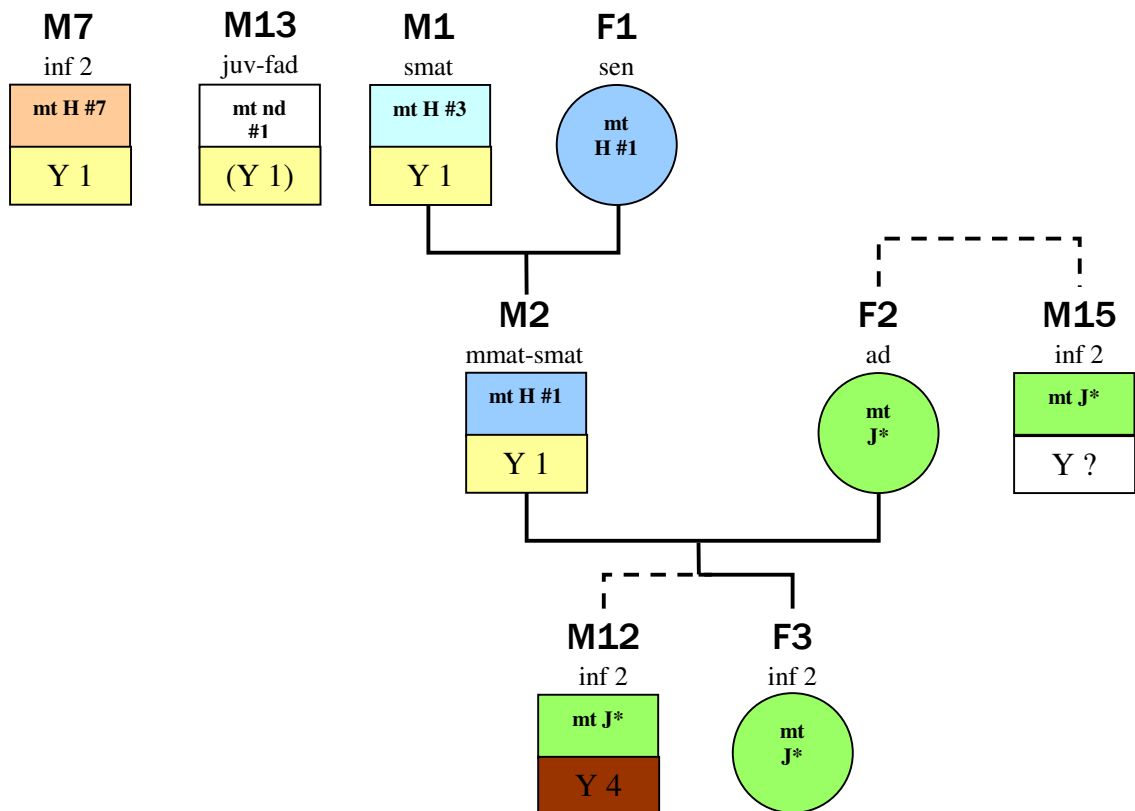 M7 M13 M1 F1
inf 2 juv-fad smat sen
mt H #7
mt nd
#1
mt H #3
mt
H #1
Y 1 (Y 1) Y 1
M2 F2 M15
mmat-smat ad inf 2
mt H #1
mt
J*
mt J*
Y 1 Y ?
M12 F3
inf 2 inf 2
mt J*
mt
J*
Y 4